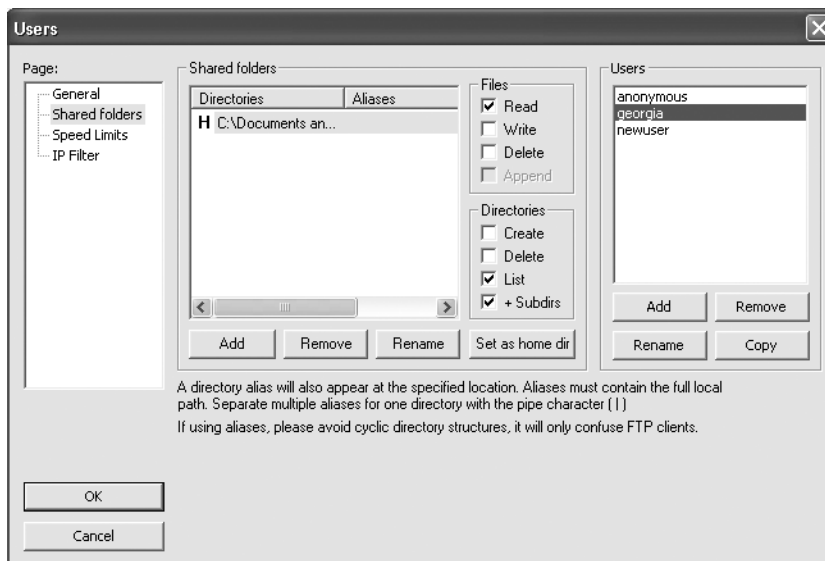 Users
Page:
General
Shared folders
Speed Limits
IP Filter
Shared folders
Directories Aliases
H C:\Documents an...
Files
Read
Write
Delete
Append
Directories
Create
Delete
List
+ Subdirs
Add Remove Rename Set as home dir
Users
anonymous
georgia
newuser
Add Remove
Rename Copy
A directory alias will also appear at the specified location. Aliases must contain the full local
path. Separate multiple aliases for one directory with the pipe character ( | )
If using aliases, please avoid cyclic directory structures, it will only confuse FTP clients.
OK
Cancel